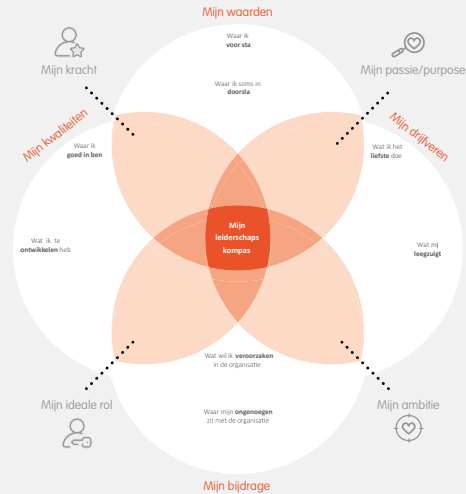 Mijn waarden
Waar ik
voor sta
Mijn kracht
Mijn passie/purpose
Waar ik soms in
doorsla
Mijn kwaliteiten
Mijn drijfveren
Waar ik
goed in ben
Wat ik het
liefste doe
Mijn
leiderschaps
kompas
Wat ik te
ontwikkelen heb
Wat mij
leegzuigt
Wat wil ik veroorzaken
in de organisatie
Mijn ideale rol
Mijn ambitie
Waar mijn ongenoegen
zit met de organisatie
Mijn bijdrage